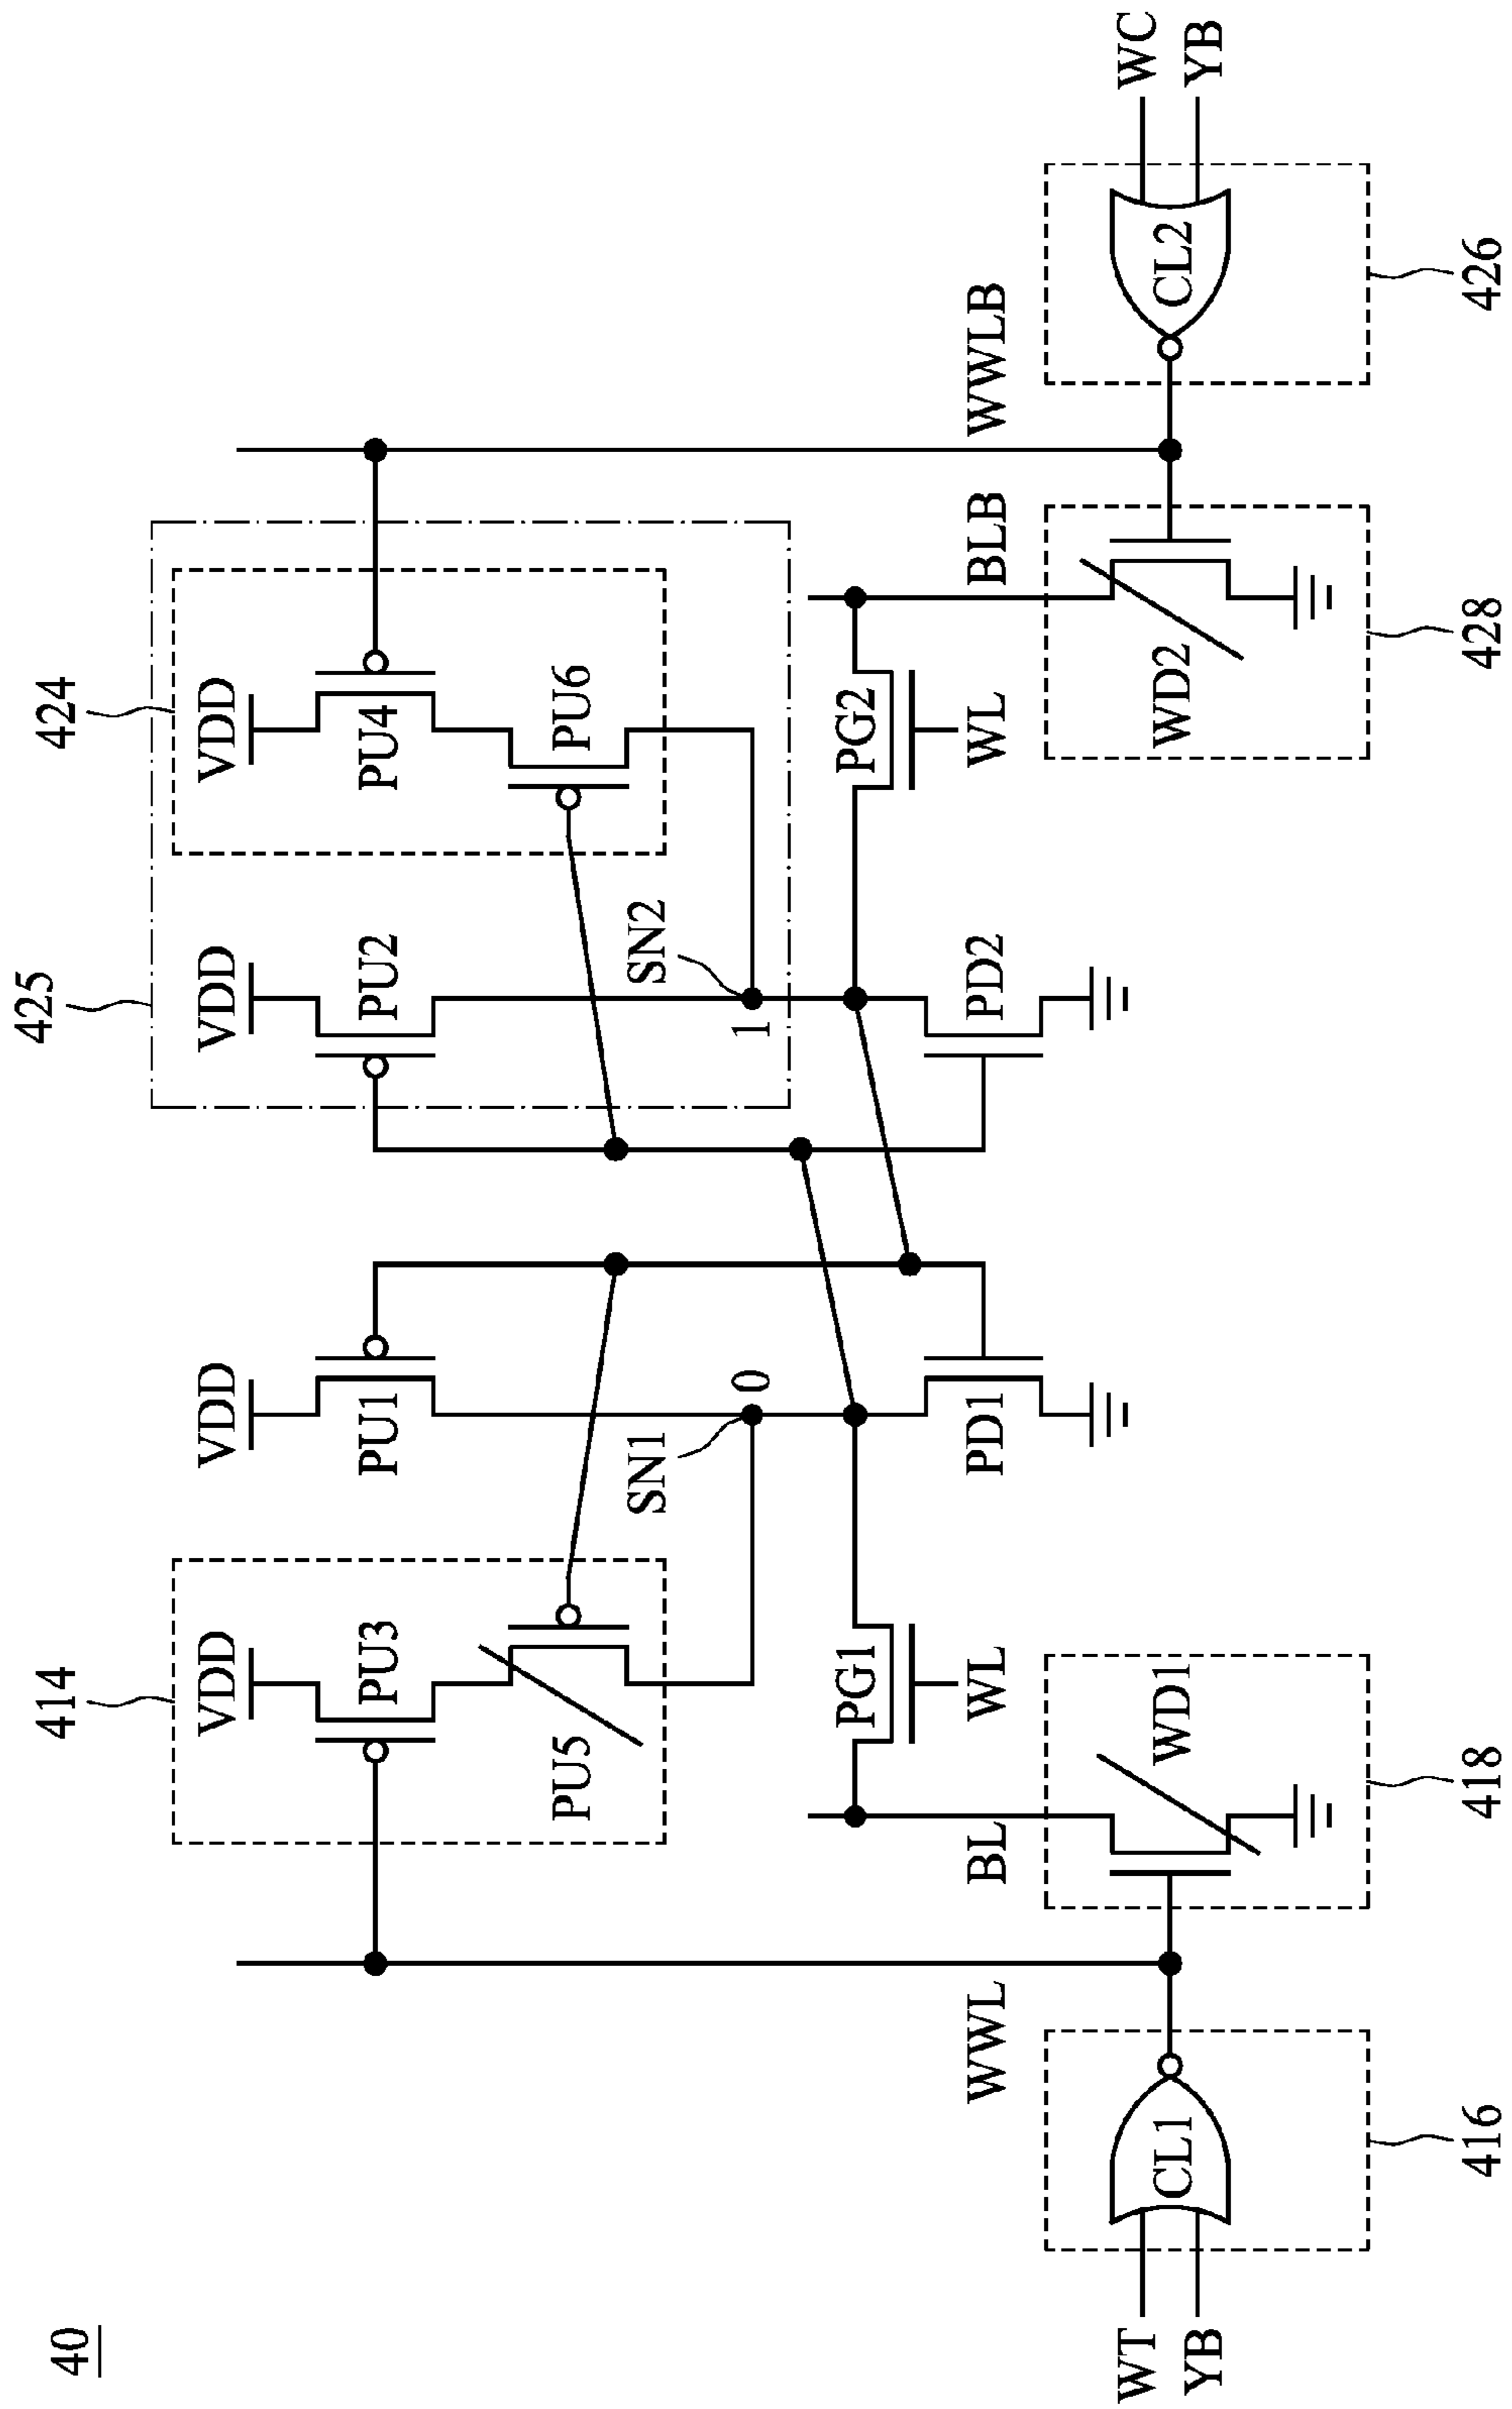 40
414
425
424
VDD
VDD
VDD
VDD
PU3
PU1
PU2
PU4
PU5
PU6
SN1
0
1
SN2
PG1
PG2
WL
WL
WWL
BL
PD1
PD2
BLB
WWLB
WT
YB
CL1
WD1
WD2
CL2
WC
YB
416
418
428
426